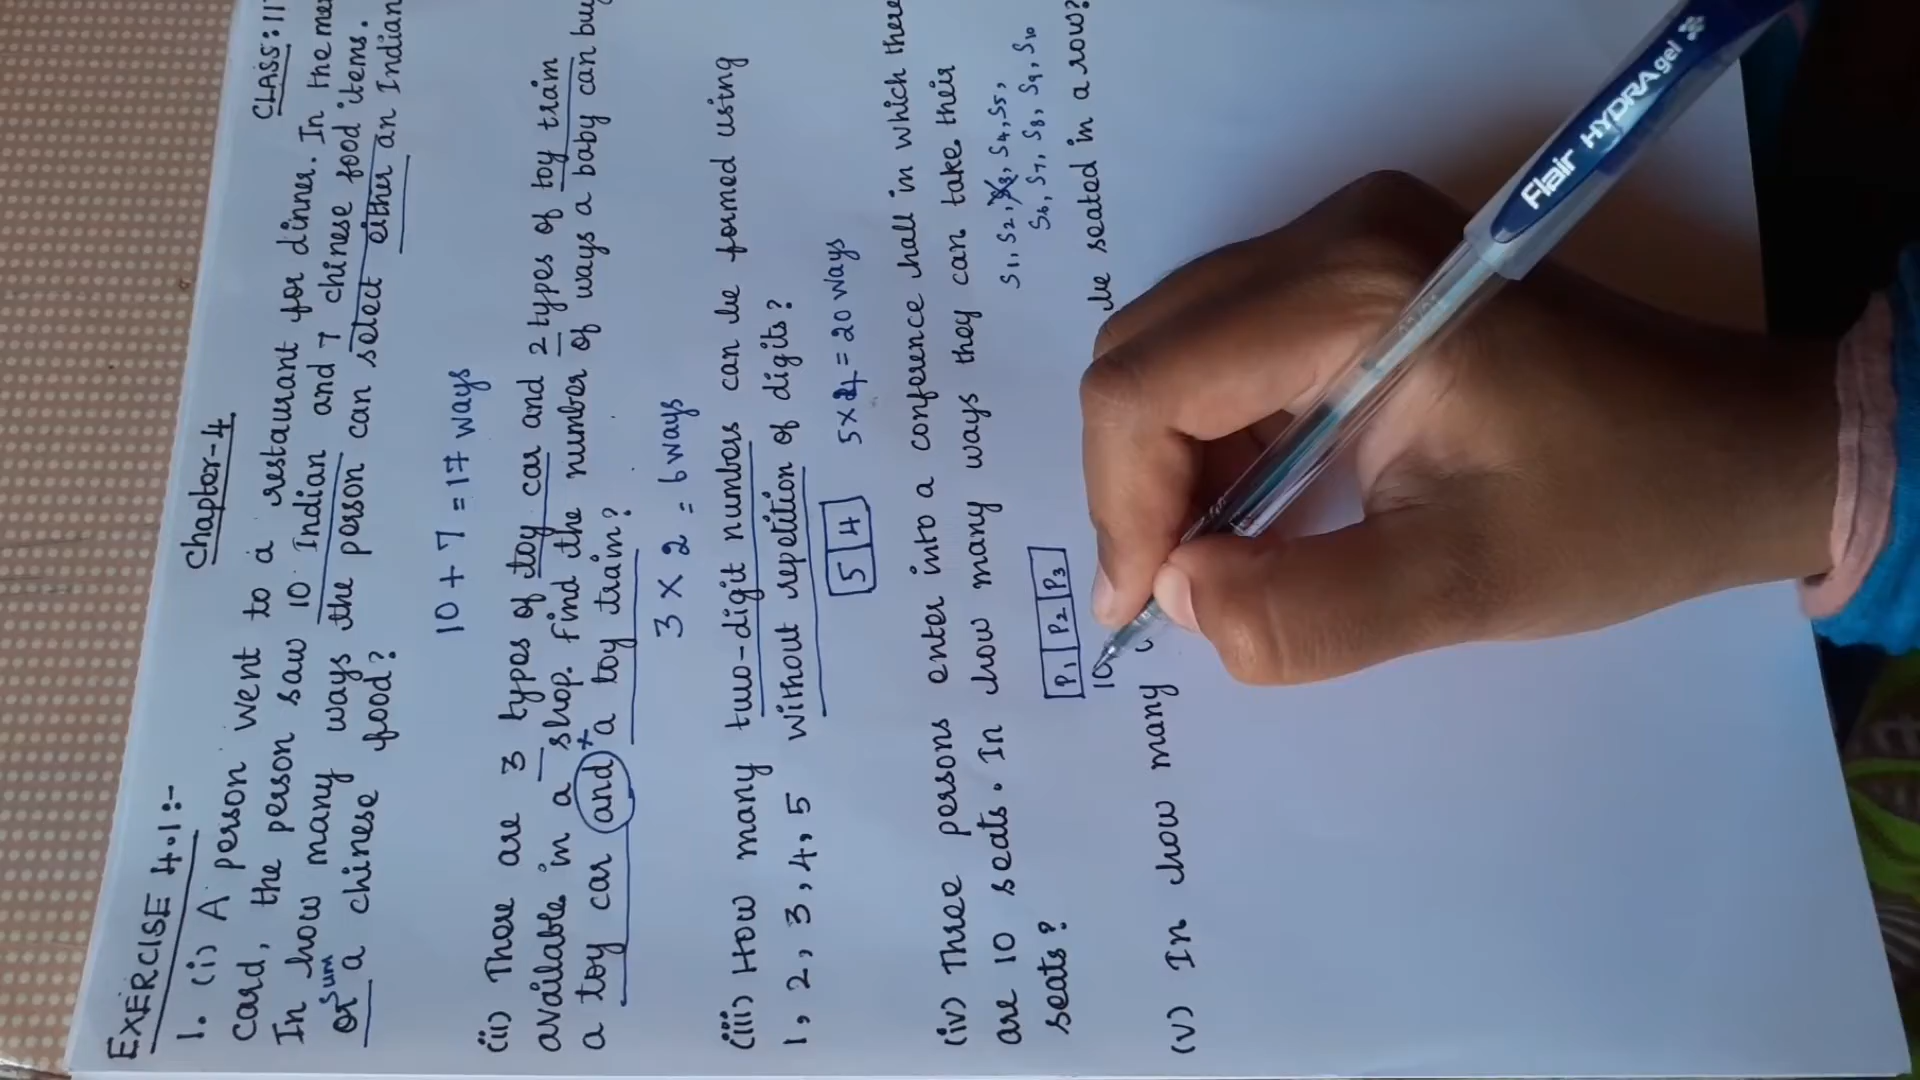 Chapter-4
CLASS: 11
EXERCISE 4.1:-
1. (i) A person went to a restaurant for dinner. In the
card, the person saw 10 Indian and 7 chinese food items.
In how many ways the person can select either an Indian
sum
or a chinese food?
10 + 7 = 17 ways
(ii) There are 3 types of toy car and 2 types of toy train
available in a shop. Find the number of ways a baby can buy
x
a toy car and a toy train?
3 × 2 = 6 ways
(iii) How many two-digit numbers can be formed using
1, 2, 3, 4, 5 without repetition of digits?
5 4
5 × 4 = 20 ways
(iv) Three persons enter into a conference hall in which there
are 10 seats. In how many ways they can take their
seats?
S1, S2, S3, S4, S5,
S6, S7, S8, S9, S10
P1 P2 P3
10
(v) In how many be seated in a row?
Flair HYDRA gel